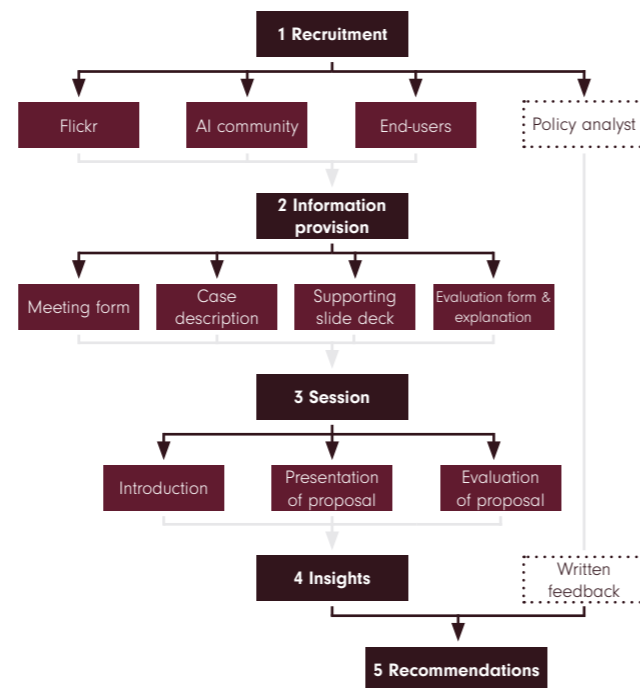 1 Recruitment
Flickr
AI community
End-users
Policy analyst
2 Information
provision
Meeting form
Case
description
Supporting
slide deck
Evaluation form &
explanation
3 Session
Introduction
Presentation
of proposal
Evaluation
of proposal
4 Insights
Written
feedback
5 Recommendations